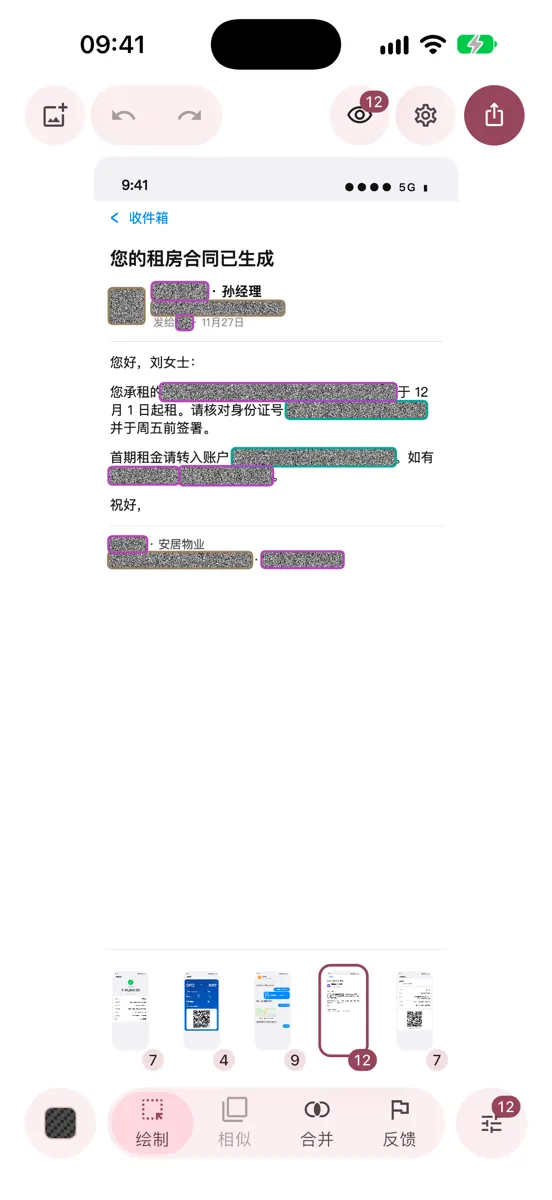 09:41
12
9:41
5G
收件箱
您的租房合同已生成
· 孙经理
发给 · 11月27日
您好，刘女士：
您承租的 于 12
月 1 日起租。请核对身份证号
并于周五前签署。
首期租金请转入账户 。如有
。
祝好，
· 安居物业
·
7
4
9
12
7
绘制
相似
合并
反馈
12